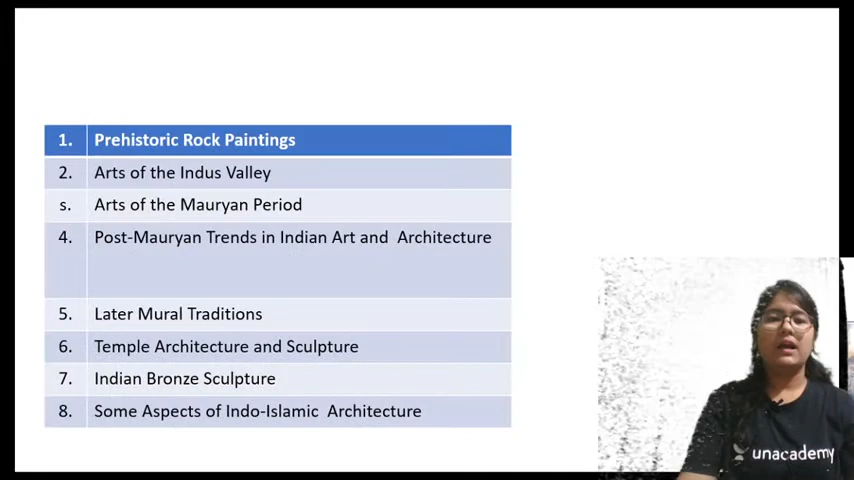 1. Prehistoric Rock Paintings
2. Arts of the Indus Valley
s. Arts of the Mauryan Period
4. Post-Mauryan Trends in Indian Art and Architecture
5. Later Mural Traditions
6. Temple Architecture and Sculpture
7. Indian Bronze Sculpture
8. Some Aspects of Indo-Islamic Architecture
unacademy